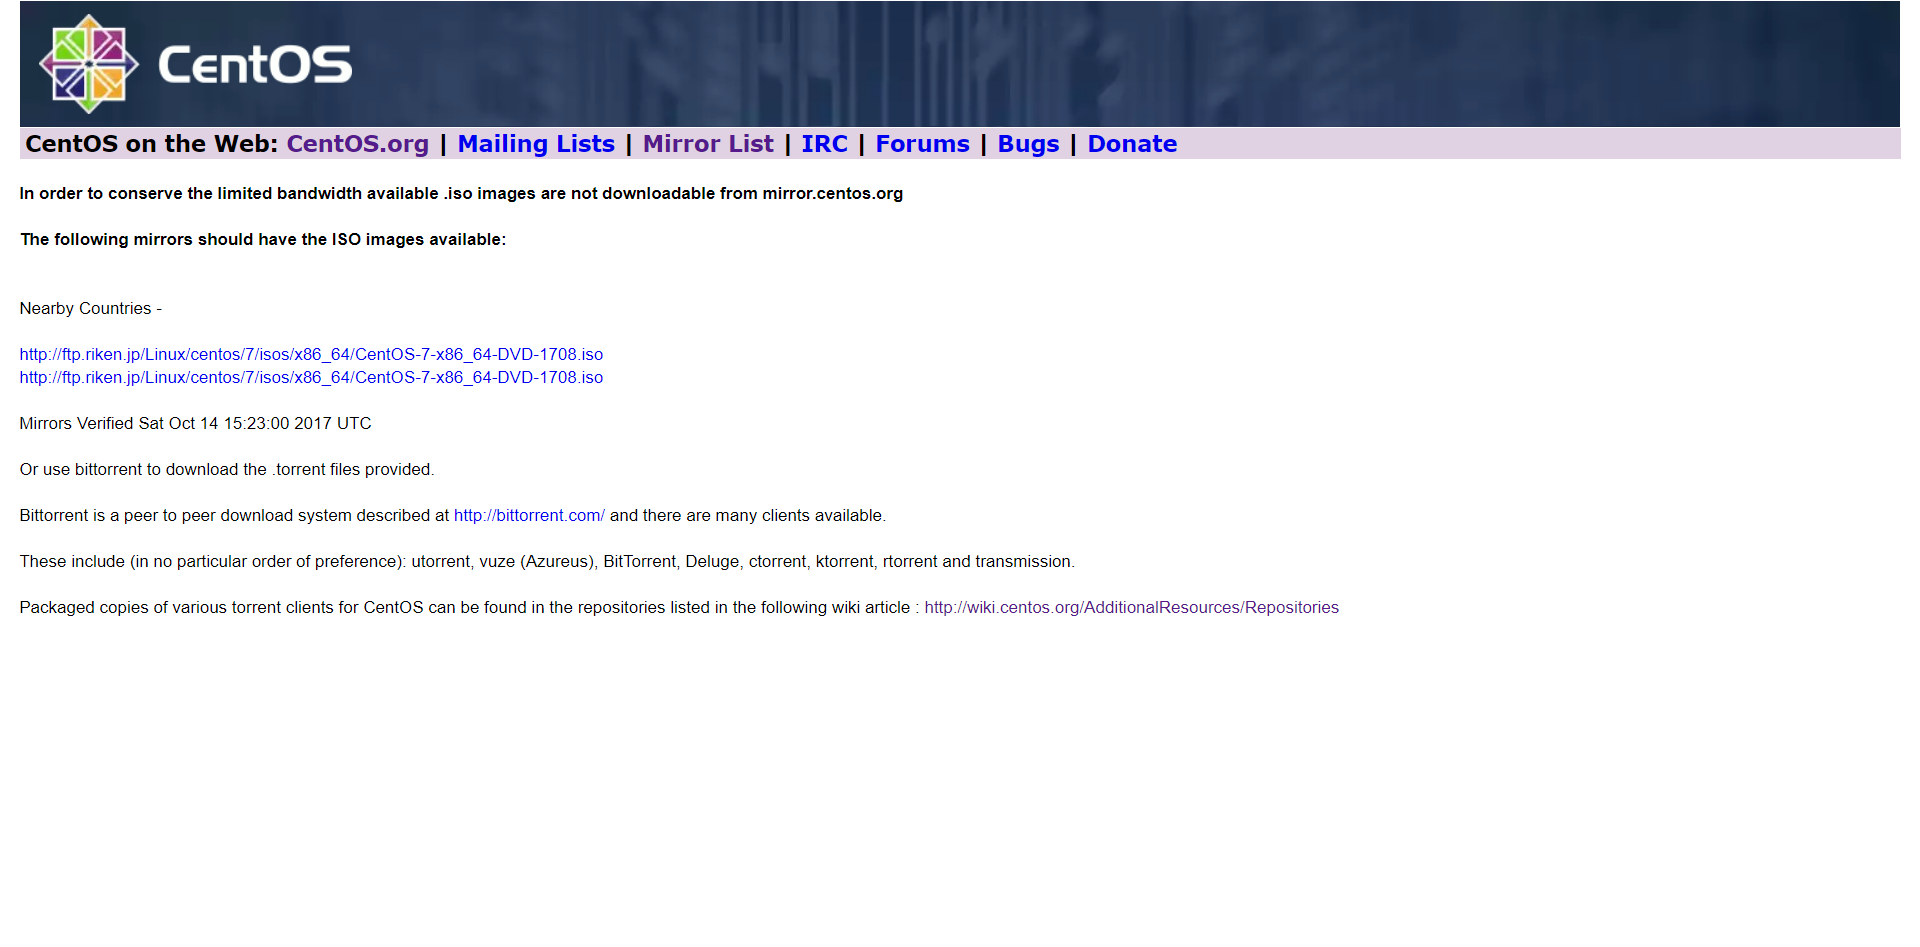 CentOS
CentOS on the Web: CentOS.org | Mailing Lists | Mirror List | IRC | Forums | Bugs | Donate
In order to conserve the limited bandwidth available .iso images are not downloadable from mirror.centos.org
The following mirrors should have the ISO images available:
Nearby Countries -
http://ftp.riken.jp/Linux/centos/7/isos/x86_64/CentOS-7-x86_64-DVD-1708.iso
http://ftp.riken.jp/Linux/centos/7/isos/x86_64/CentOS-7-x86_64-DVD-1708.iso
Mirrors Verified Sat Oct 14 15:23:00 2017 UTC
Or use bittorrent to download the .torrent files provided.
Bittorrent is a peer to peer download system described at http://bittorrent.com/ and there are many clients available.
These include (in no particular order of preference): utorrent, vuze (Azureus), BitTorrent, Deluge, ctorrent, ktorrent, rtorrent and transmission.
Packaged copies of various torrent clients for CentOS can be found in the repositories listed in the following wiki article : http://wiki.centos.org/AdditionalResources/Repositories